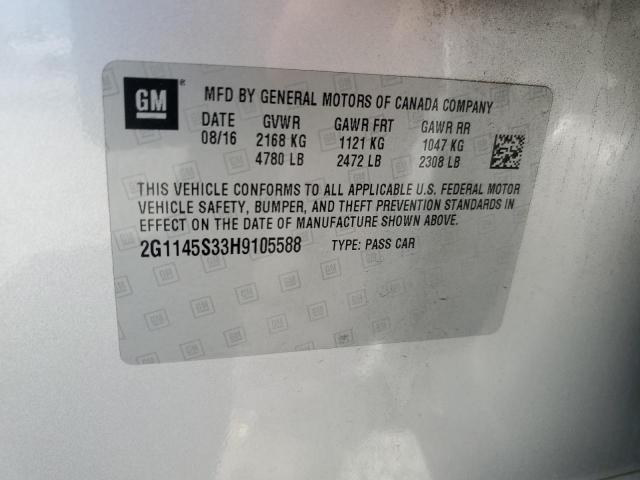 GM ® MFD BY GENERAL MOTORS OF CANADA COMPANY
DATE GVWR GAWR FRT GAWR RR
08/16 2168 KG 1121 KG 1047 KG
4780 LB 2472 LB 2308 LB
THIS VEHICLE CONFORMS TO ALL APPLICABLE U.S. FEDERAL MOTOR
VEHICLE SAFETY, BUMPER, AND THEFT PREVENTION STANDARDS IN
EFFECT ON THE DATE OF MANUFACTURE SHOWN ABOVE.
2G1145S33H9105588 TYPE: PASS CAR